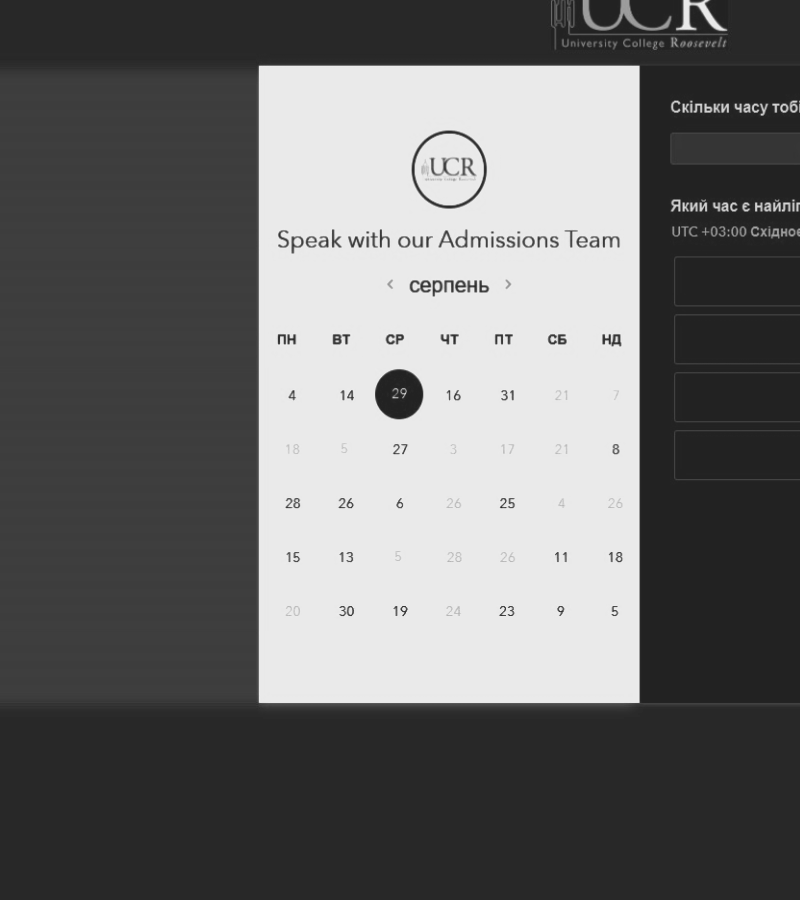 UCR
University College Roosevelt
UCR
Speak with our Admissions Team
‹ серпень ›
ПН ВТ СР ЧТ ПТ СБ НД
4 14 29 16 31 21 7
18 5 27 3 17 21 8
28 26 6 26 25 4 26
15 13 5 28 26 11 18
20 30 19 24 23 9 5
Скільки часу тобі
Який час є найліп
UTC +03:00 Східноє